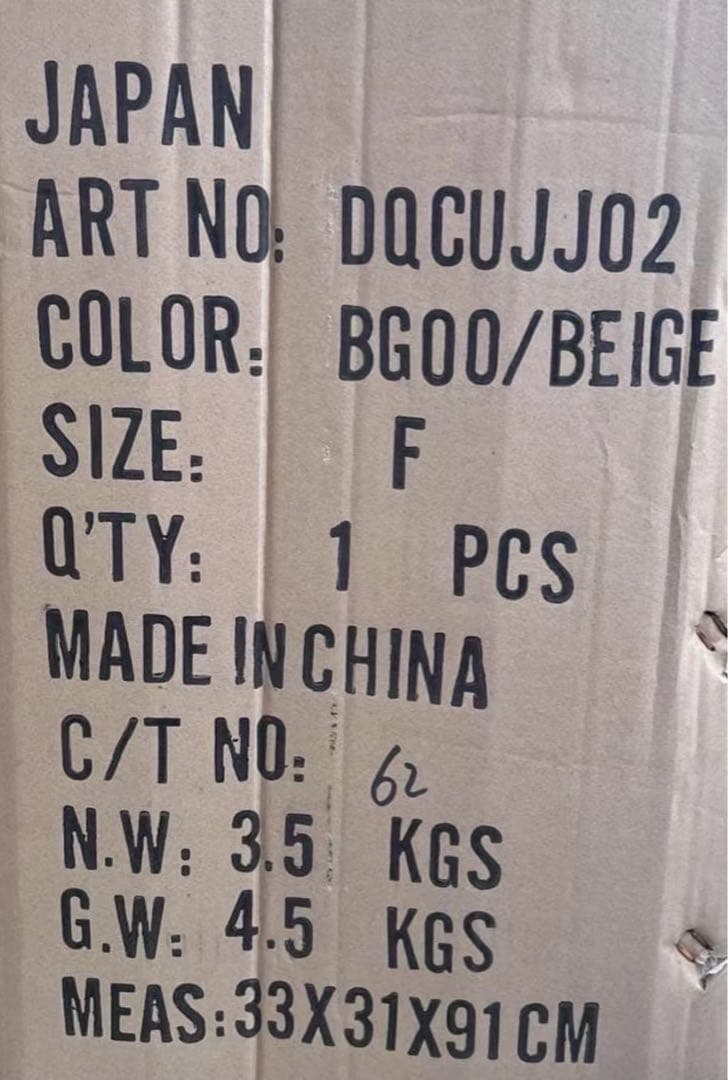 JAPAN
ART NO: DQCUJJ02
COLOR: BG00/BEIGE
SIZE: F
Q'TY: 1 PCS
MADE IN CHINA
C/T NO: 62
N.W: 3.5 KGS
G.W: 4.5 KGS
MEAS:33X31X91CM